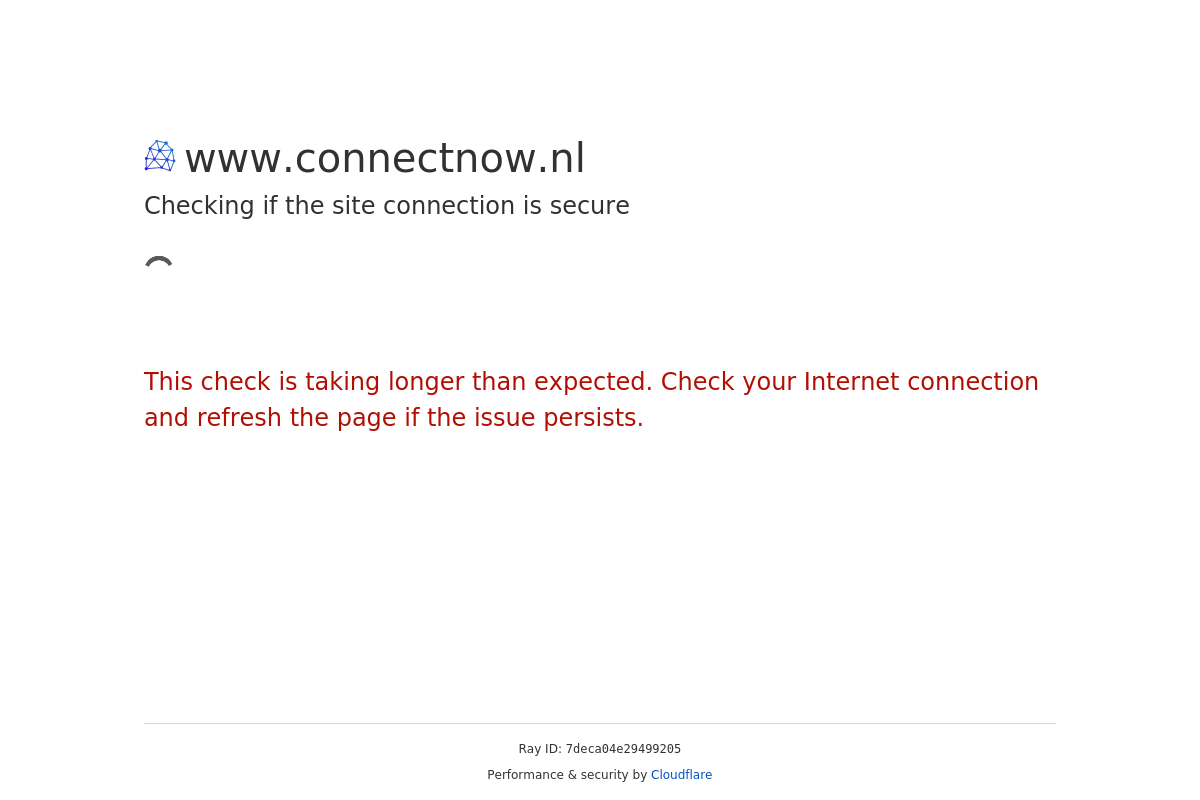 www.connectnow.nl
Checking if the site connection is secure
This check is taking longer than expected. Check your Internet connection
and refresh the page if the issue persists.
Ray ID: 7deca04e29499205
Performance & security by Cloudflare